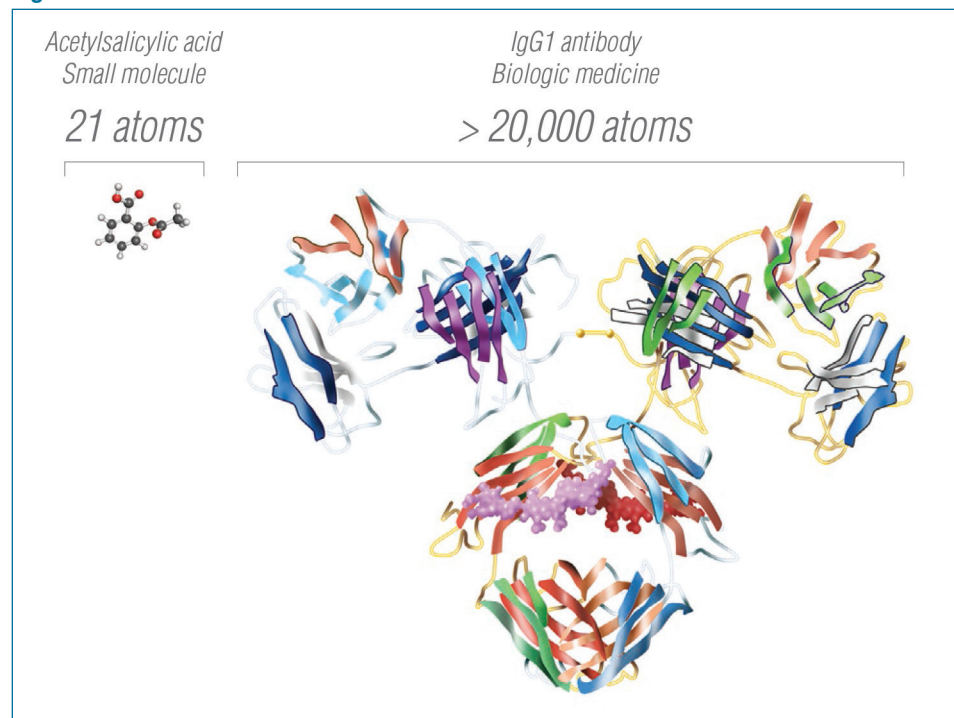 Acetylsalicylic acid
Small molecule
21 atoms
IgG1 antibody
Biologic medicine
> 20,000 atoms